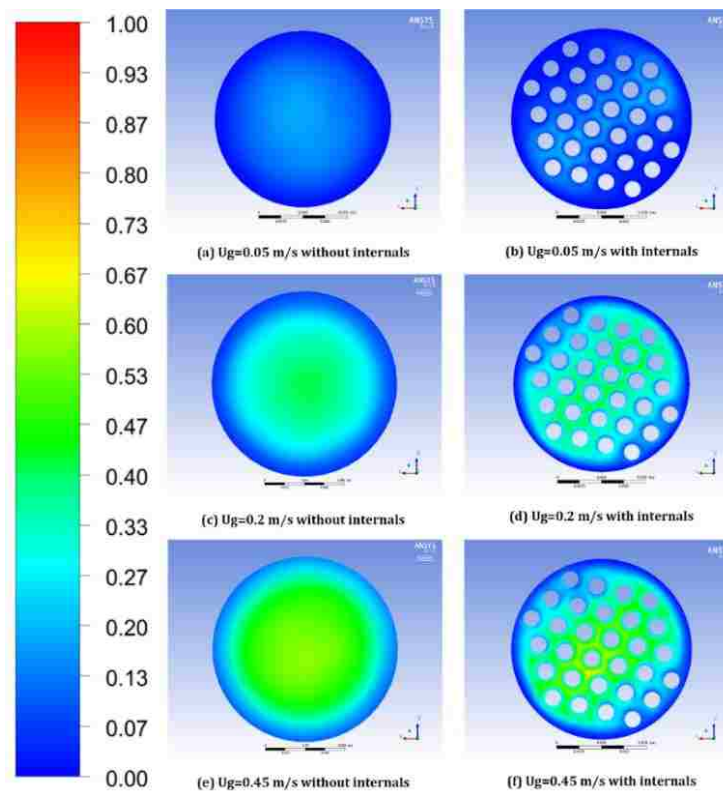 1.00
0.93
0.87
0.80
0.73
0.67
0.60
0.53
0.47
0.40
0.33
0.27
0.20
0.13
0.07
0.00
ANSYS
ANS
(a) Ug=0.05 m/s without internals
(b) Ug=0.05 m/s with internals
ANSYS
ANS
(c) Ug=0.2 m/s without internals
(d) Ug=0.2 m/s with internals
ANSYS
ANS
(e) Ug=0.45 m/s without internals
(f) Ug=0.45 m/s with internals